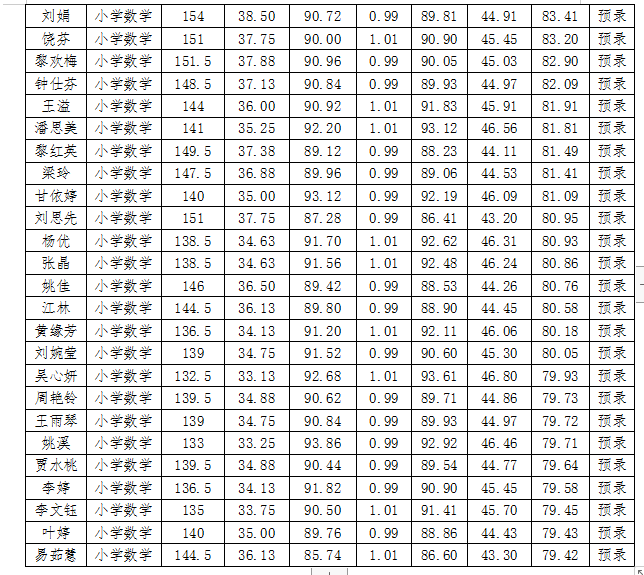 刘娟 小学数学 154 38.50 90.72 0.99 89.81 44.91 83.41 预录
饶芬 小学数学 151 37.75 90.00 1.01 90.90 45.45 83.20 预录
黎欢梅 小学数学 151.5 37.88 90.96 0.99 90.05 45.03 82.90 预录
钟仕芬 小学数学 148.5 37.13 90.84 0.99 89.93 44.97 82.09 预录
王溢 小学数学 144 36.00 90.92 1.01 91.83 45.91 81.91 预录
潘思美 小学数学 141 35.25 92.20 1.01 93.12 46.56 81.81 预录
黎红英 小学数学 149.5 37.38 89.12 0.99 88.23 44.11 81.49 预录
梁玲 小学数学 147.5 36.88 89.96 0.99 89.06 44.53 81.41 预录
甘依婷 小学数学 140 35.00 93.12 0.99 92.19 46.09 81.09 预录
刘思先 小学数学 151 37.75 87.28 0.99 86.41 43.20 80.95 预录
杨优 小学数学 138.5 34.63 91.70 1.01 92.62 46.31 80.93 预录
张晶 小学数学 138.5 34.63 91.56 1.01 92.48 46.24 80.86 预录
姚佳 小学数学 146 36.50 89.42 0.99 88.53 44.26 80.76 预录
江林 小学数学 144.5 36.13 89.80 0.99 88.90 44.45 80.58 预录
黄缘芳 小学数学 136.5 34.13 91.20 1.01 92.11 46.06 80.18 预录
刘婉莹 小学数学 139 34.75 91.52 0.99 90.60 45.30 80.05 预录
吴心妍 小学数学 132.5 33.13 92.68 1.01 93.61 46.80 79.93 预录
周艳铃 小学数学 139.5 34.88 90.62 0.99 89.71 44.86 79.73 预录
王雨琴 小学数学 139 34.75 90.84 0.99 89.93 44.97 79.72 预录
姚溪 小学数学 133 33.25 93.86 0.99 92.92 46.46 79.71 预录
贾水桃 小学数学 139.5 34.88 90.44 0.99 89.54 44.77 79.64 预录
李婷 小学数学 136.5 34.13 91.82 0.99 90.90 45.45 79.58 预录
李文钰 小学数学 135 33.75 90.50 1.01 91.41 45.70 79.45 预录
叶婷 小学数学 140 35.00 89.76 0.99 88.86 44.43 79.43 预录
易茹慧 小学数学 144.5 36.13 85.74 1.01 86.60 43.30 79.42 预录